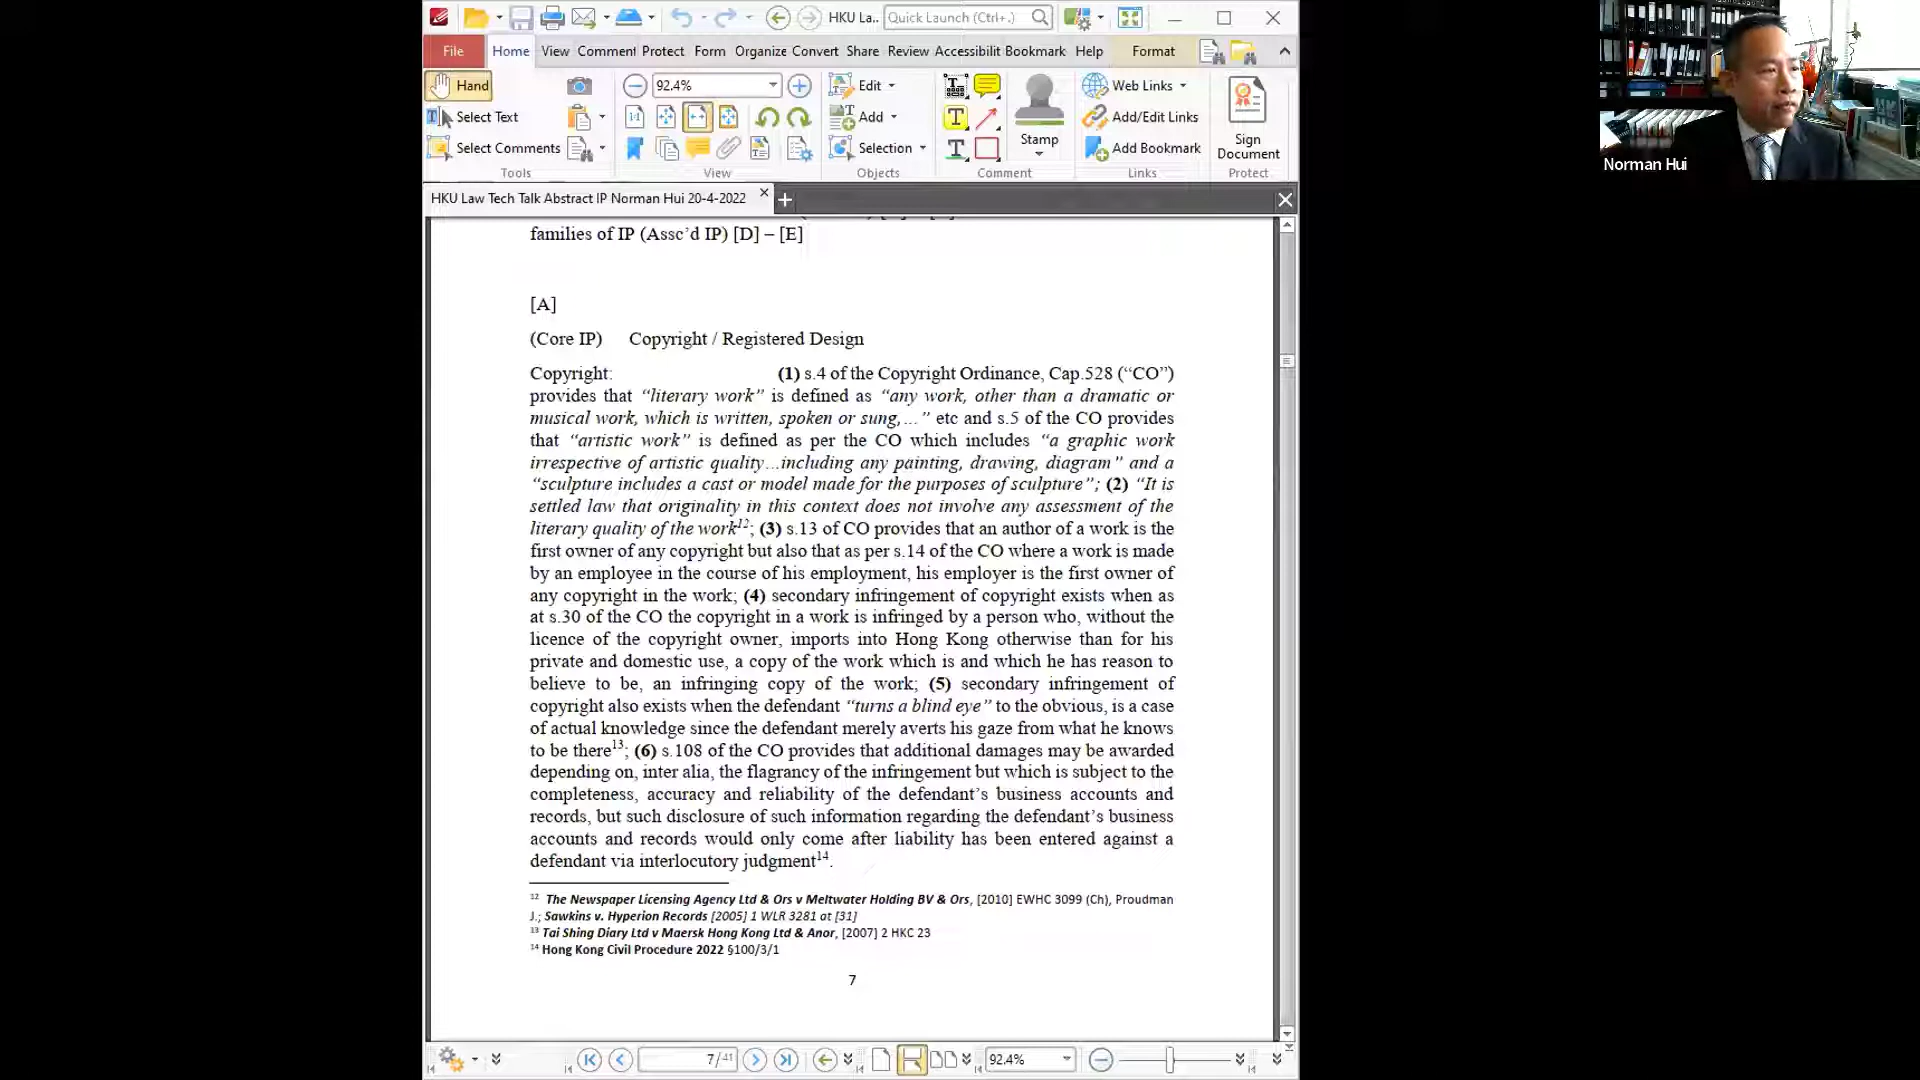 HKU La..
Quick Launch (Ctrl+.)
File
Home
View
Comment
Protect
Form
Organize
Convert
Share
Review
Accessibilit
Bookmark
Help
Format
Hand
92.4%
Edit
Web Links
Select Text
Add
Add/Edit Links
Select Comments
Selection
Stamp
Add Bookmark
Sign
Document
Tools
View
Objects
Comment
Links
Protect
HKU Law Tech Talk Abstract IP Norman Hui 20-4-2022
families of IP (Assc’d IP) [D] – [E]
[A]
(Core IP) Copyright / Registered Design
Copyright: (1) s.4 of the Copyright Ordinance, Cap.528 (“CO”)
provides that “literary work” is defined as “any work, other than a dramatic or
musical work, which is written, spoken or sung,…” etc and s.5 of the CO provides
that “artistic work” is defined as per the CO which includes “a graphic work
irrespective of artistic quality…including any painting, drawing, diagram” and a
“sculpture includes a cast or model made for the purposes of sculpture”; (2) “It is
settled law that originality in this context does not involve any assessment of the
literary quality of the work12; (3) s.13 of CO provides that an author of a work is the
first owner of any copyright but also that as per s.14 of the CO where a work is made
by an employee in the course of his employment, his employer is the first owner of
any copyright in the work; (4) secondary infringement of copyright exists when as
at s.30 of the CO the copyright in a work is infringed by a person who, without the
licence of the copyright owner, imports into Hong Kong otherwise than for his
private and domestic use, a copy of the work which is and which he has reason to
believe to be, an infringing copy of the work; (5) secondary infringement of
copyright also exists when the defendant “turns a blind eye” to the obvious, is a case
of actual knowledge since the defendant merely averts his gaze from what he knows
to be there13; (6) s.108 of the CO provides that additional damages may be awarded
depending on, inter alia, the flagrancy of the infringement but which is subject to the
completeness, accuracy and reliability of the defendant’s business accounts and
records, but such disclosure of such information regarding the defendant’s business
accounts and records would only come after liability has been entered against a
defendant via interlocutory judgment14.
12 The Newspaper Licensing Agency Ltd & Ors v Meltwater Holding BV & Ors, [2010] EWHC 3099 (Ch), Proudman
J.; Sawkins v. Hyperion Records [2005] 1 WLR 3281 at [31]
13 Tai Shing Diary Ltd v Maersk Hong Kong Ltd & Anor, [2007] 2 HKC 23
14 Hong Kong Civil Procedure 2022 §100/3/1
7
7/41
92.4%
Norman Hui